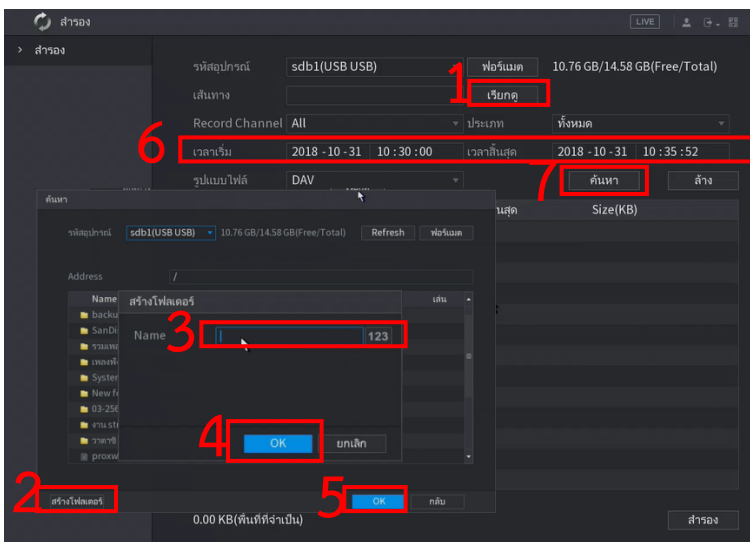 สำรอง
LIVE
สำรอง
รหัสอุปกรณ์ sdb1(USB USB) ฟอร์แมต 10.76 GB/14.58 GB(Free/Total)
1
เส้นทาง เรียกดู
Record Channel All ประเภท ทั้งหมด
6
เวลาเริ่ม 2018 -10 -31 10 :30 :00 เวลาสิ้นสุด 2018 -10 -31 10 :35 :52
รูปแบบไฟล์ DAV 7 ค้นหา ล้าง
Size(KB)
ค้นหา
รหัสอุปกรณ์ sdb1(USB USB) 10.76 GB/14.58 GB(Free/Total) Refresh ฟอร์แมต
Address /
Name เล่น
สร้างโฟลเดอร์
Name 3 123
4 OK ยกเลิก
2 สร้างโฟลเดอร์ 5 OK กลับ
0.00 KB(พื้นที่ที่จำเป็น) สำรอง